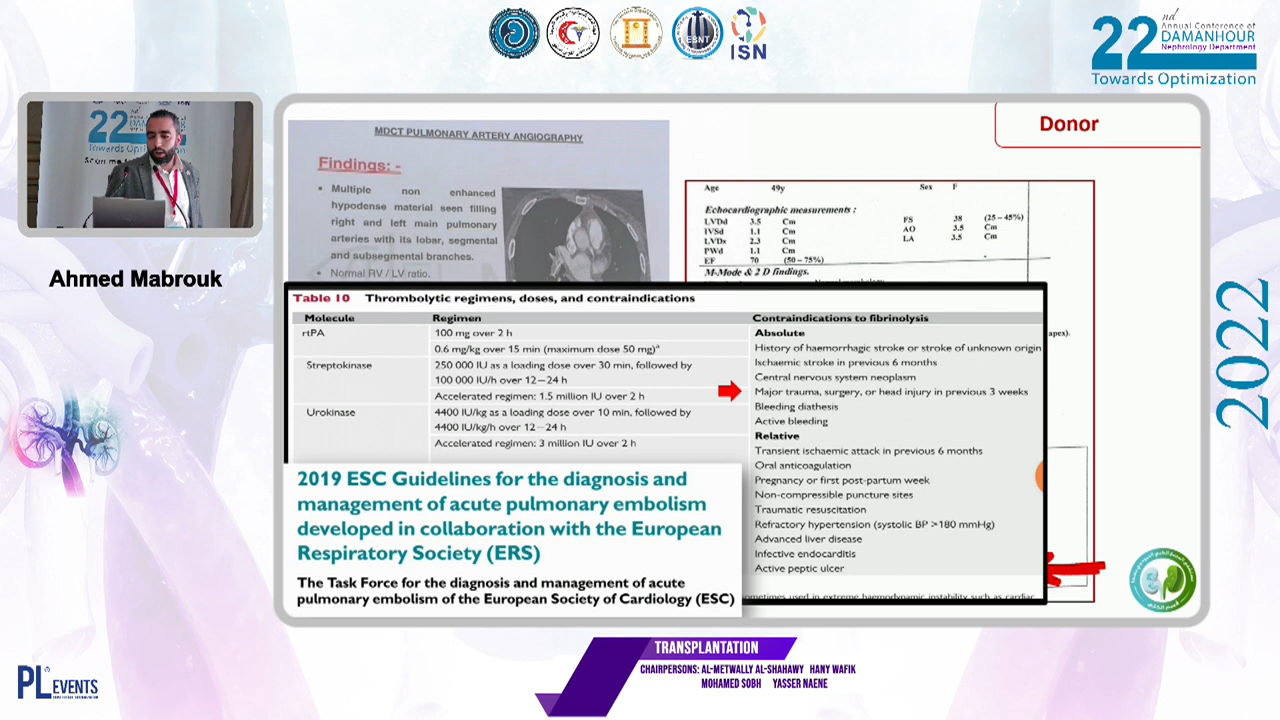 ESNT
ISN
22nd
Annual Conference of
DAMANHOUR
Nephrology Department
Towards Optimization
22
Towards Optimization
Ahmed Mabrouk
Donor
MDCT PULMONARY ARTERY ANGIOGRAPHY
Findings: -
• Multiple non enhanced
hypodense material seen filling
right and left main pulmonary
arteries with its lobar, segmental
and subsegmental branches.
• Normal RV / LV ratio.
Age 49y Sex F
Echocardiographic measurements :
LVDd 3.5 Cm FS 38 (25 – 45%)
IVSd 1.1 Cm AO 3.5 Cm
LVDs 2.3 Cm LA 3.5 Cm
PWd 1.1 Cm
EF 70 (50 – 75%)
M-Mode & 2 D findings.
apex).
Table 10 Thrombolytic regimens, doses, and contraindications
Molecule Regimen Contraindications to fibrinolysis
rtPA 100 mg over 2 h Absolute
0.6 mg/kg over 15 min (maximum dose 50 mg)ª History of haemorrhagic stroke or stroke of unknown origin
Streptokinase 250 000 IU as a loading dose over 30 min, followed by Ischaemic stroke in previous 6 months
100 000 IU/h over 12–24 h Central nervous system neoplasm
Accelerated regimen: 1.5 million IU over 2 h Major trauma, surgery, or head injury in previous 3 weeks
Urokinase 4400 IU/kg as a loading dose over 10 min, followed by Bleeding diathesis
4400 IU/kg/h over 12–24 h Active bleeding
Accelerated regimen: 3 million IU over 2 h Relative
Transient ischaemic attack in previous 6 months
Oral anticoagulation
Pregnancy or first post-partum week
Non-compressible puncture sites
Traumatic resuscitation
Refractory hypertension (systolic BP >180 mmHg)
Advanced liver disease
Infective endocarditis
Active peptic ulcer
sometimes used in extreme haemodynamic instability such as cardiac
2019 ESC Guidelines for the diagnosis and
management of acute pulmonary embolism
developed in collaboration with the European
Respiratory Society (ERS)
The Task Force for the diagnosis and management of acute
pulmonary embolism of the European Society of Cardiology (ESC)
2022
TRANSPLANTATION
CHAIRPERSONS: AL-METWALLY AL-SHAHAWY HANY WAFIK
MOHAMED SOBH YASSER NAENE
PL EVENTS